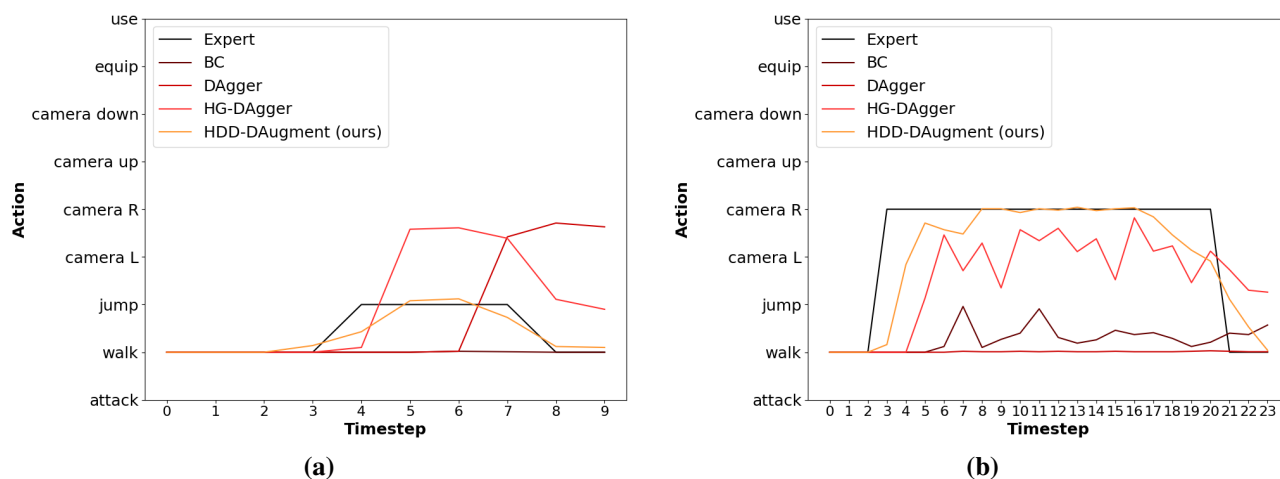 use
equip
camera down
camera up
camera R
camera L
jump
walk
attack
Action
Expert
BC
DAgger
HG-DAgger
HDD-DAugment (ours)
0 1 2 3 4 5 6 7 8 9
Timestep
(a)
use
equip
camera down
camera up
camera R
camera L
jump
walk
attack
Action
Expert
BC
DAgger
HG-DAgger
HDD-DAugment (ours)
0 1 2 3 4 5 6 7 8 9 10 11 12 13 14 15 16 17 18 19 20 21 22 23
Timestep
(b)